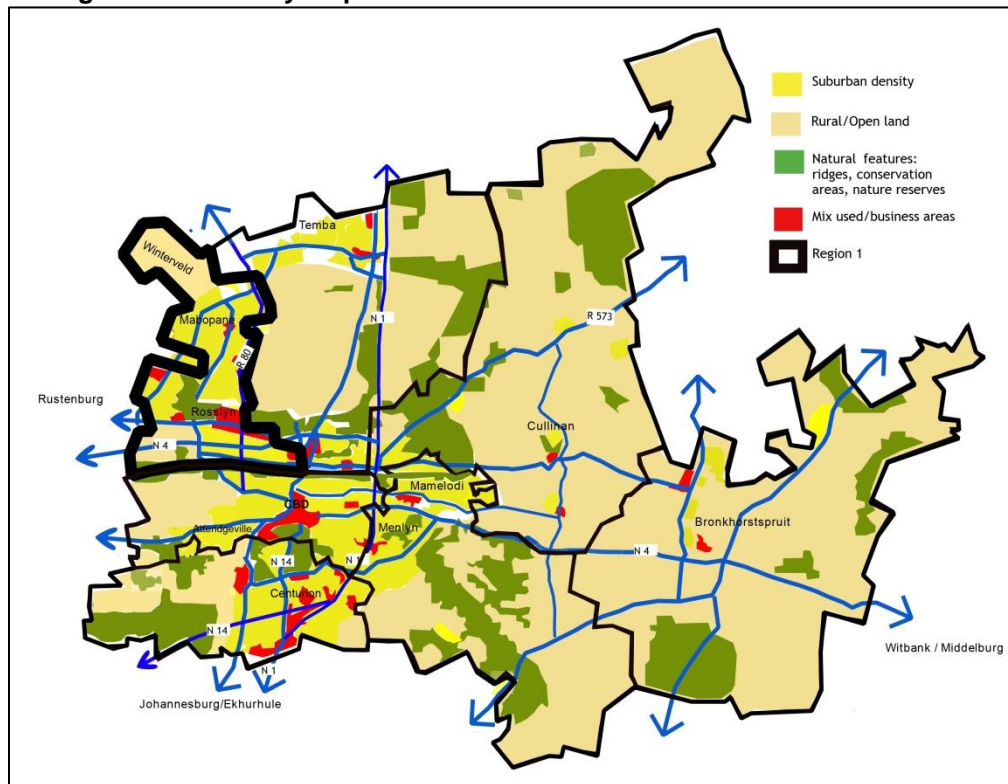 Suburban density
Rural/Open land
Natural features:
ridges, conservation
areas, nature reserves
Mix used/business areas
Region 1
Temba
Winterveld
Mabopane
N 1
R 573
R 80
Rustenburg
Rosslyn
Cullinan
N 4
Mamelodi
CBD
Bronkhorstspruit
Atteridgeville
Menlyn
N 4
N 14
N 1
Centurion
N 14
Witbank / Middelburg
N 1
Johannesburg/Ekhurhule